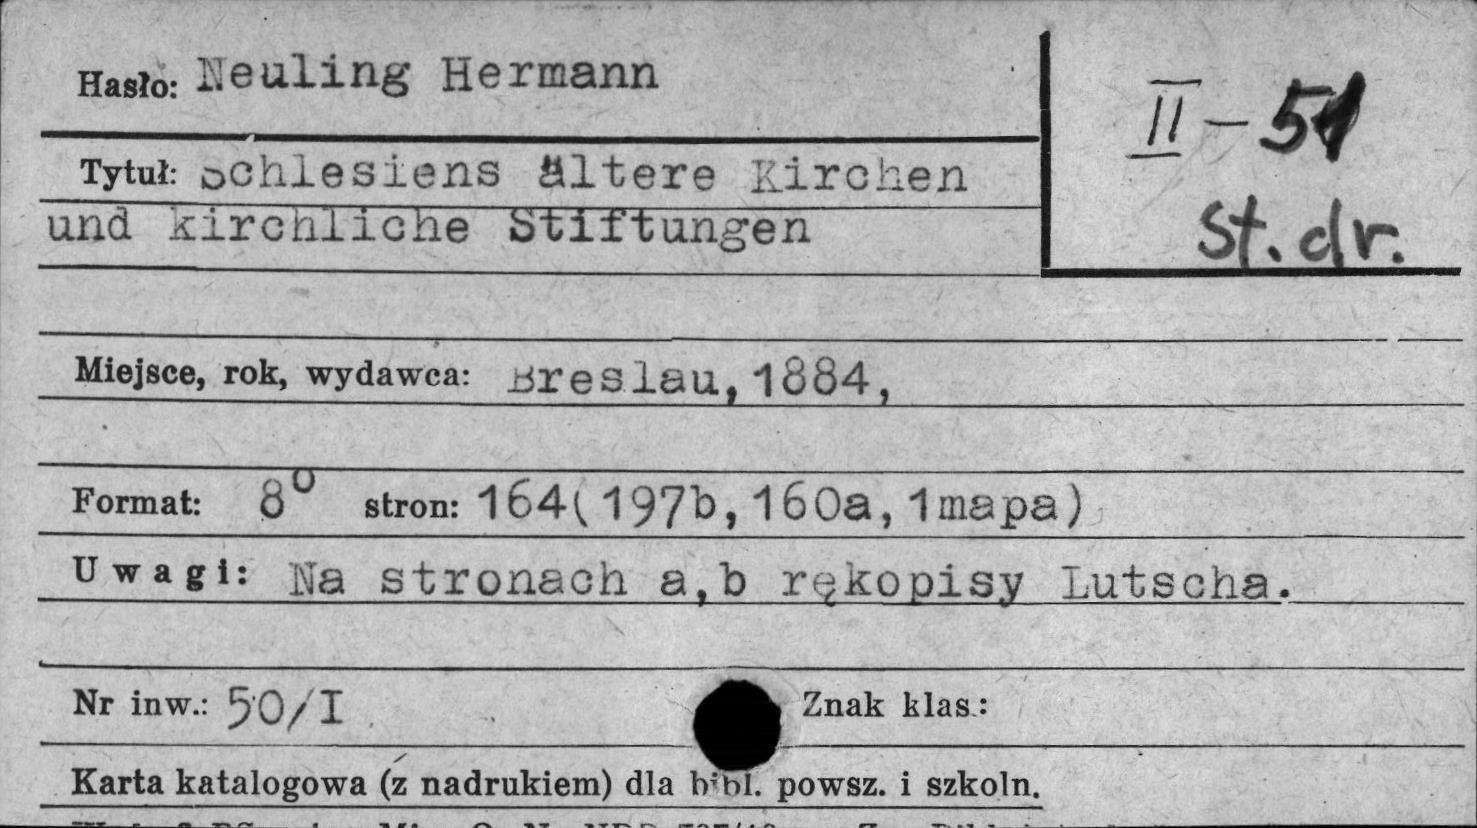 Hasło: Neuling Hermann
II-51
Tytuł: Schlesiens ältere Kirchen
und kirchliche Stiftungen
st. dr.
Miejsce, rok, wydawca: Breslau, 1884,
Format: 8° stron: 164(197b,160a,1mapa)
Uwagi: Na stronach a,b rękopisy Lutscha.
Nr inw.: 50/I Znak klas.:
Karta katalogowa (z nadrukiem) dla bibl. powsz. i szkoln.